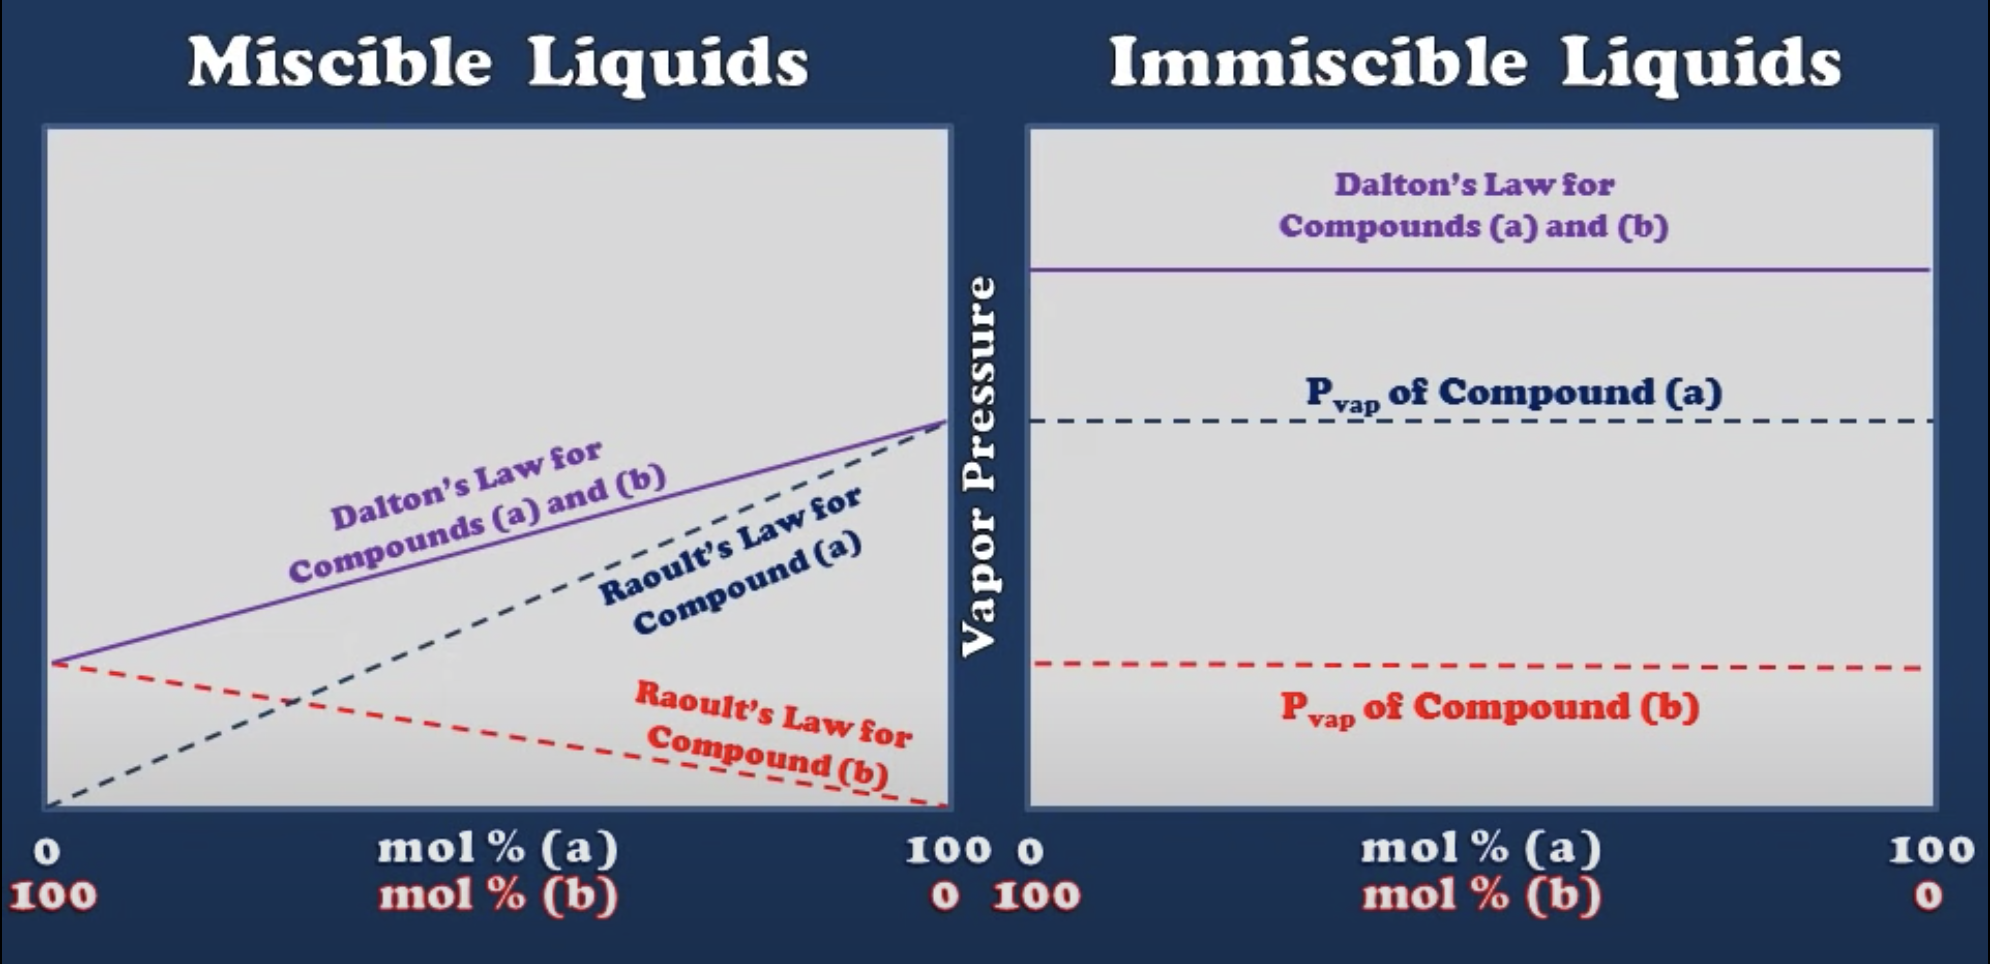 Miscible Liquids
Dalton's Law for
Compounds (a) and (b)
Raoult's Law for
Compound (a)
Raoult's Law for
Compound (b)
0 mol % (a) 100
100 mol % (b) 0
Vapor Pressure
Immiscible Liquids
Dalton's Law for
Compounds (a) and (b)
Pvap of Compound (a)
Pvap of Compound (b)
0 mol % (a) 100
100 mol % (b) 0